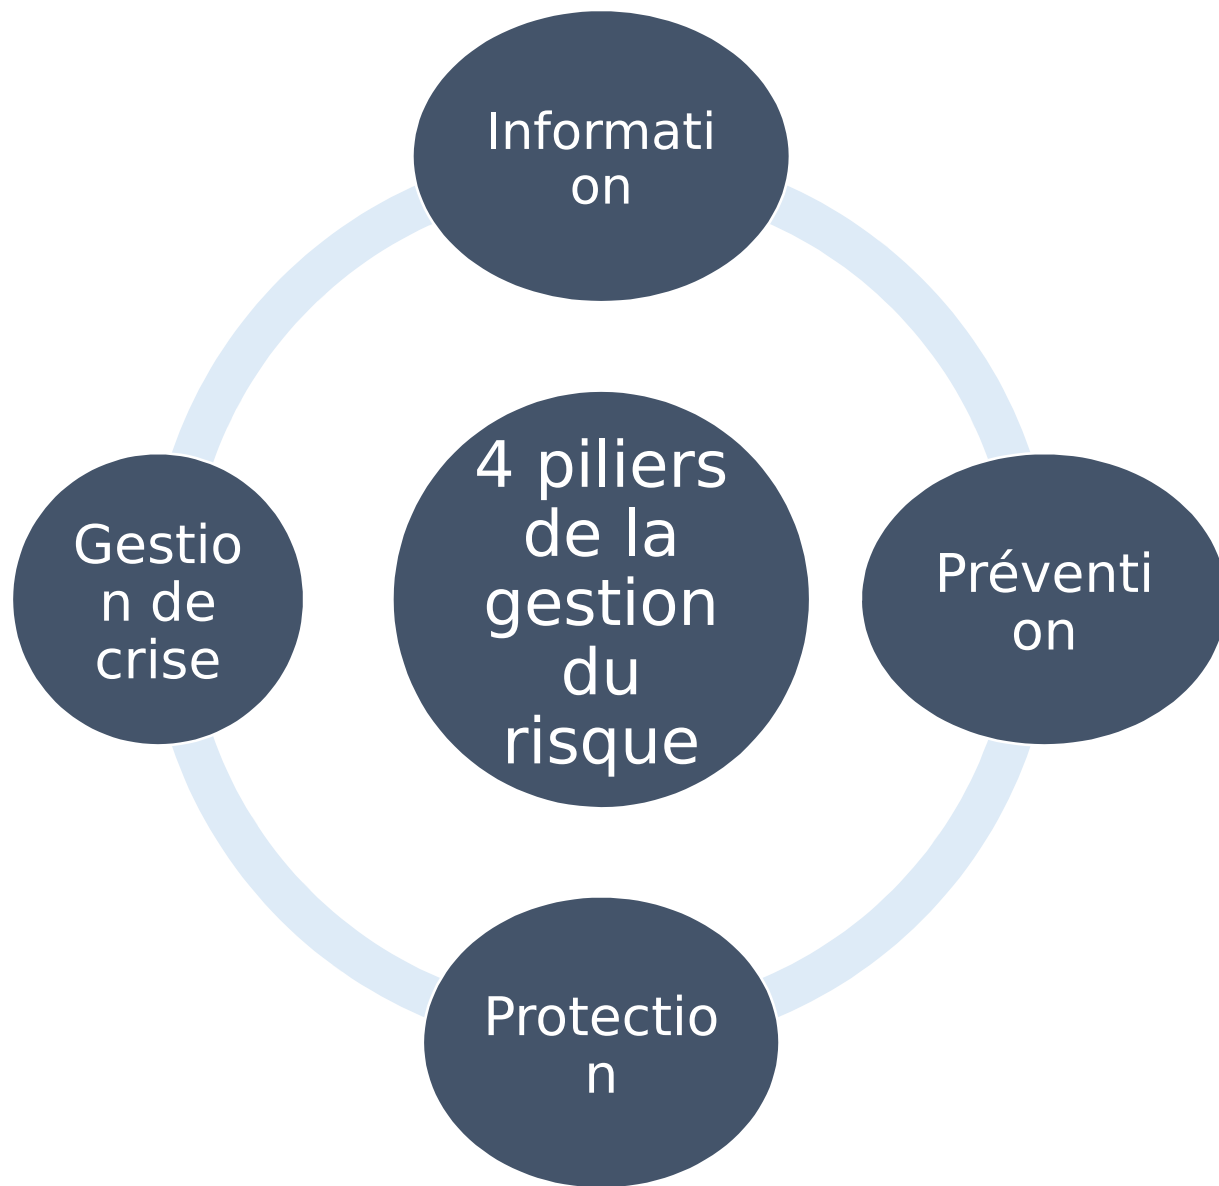 Informati
on
4 piliers
de la
gestion
du
risque
Gestio
n de
crise
Préventi
on
Protectio
n